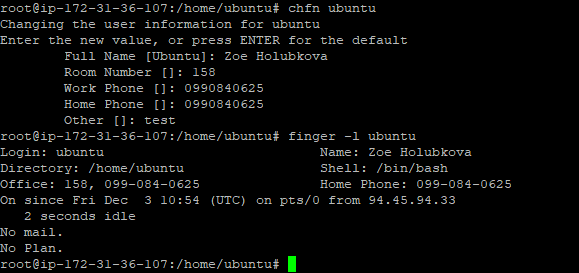 root@ip-172-31-36-107:/home/ubuntu# chfn ubuntu
Changing the user information for ubuntu
Enter the new value, or press ENTER for the default
        Full Name [Ubuntu]: Zoe Holubkova
        Room Number []: 158
        Work Phone []: 0990840625
        Home Phone []: 0990840625
        Other []: test
root@ip-172-31-36-107:/home/ubuntu# finger -l ubuntu
Login: ubuntu                           Name: Zoe Holubkova
Directory: /home/ubuntu                 Shell: /bin/bash
Office: 158, 099-084-0625               Home Phone: 099-084-0625
On since Fri Dec  3 10:54 (UTC) on pts/0 from 94.45.94.33
   2 seconds idle
No mail.
No Plan.
root@ip-172-31-36-107:/home/ubuntu#